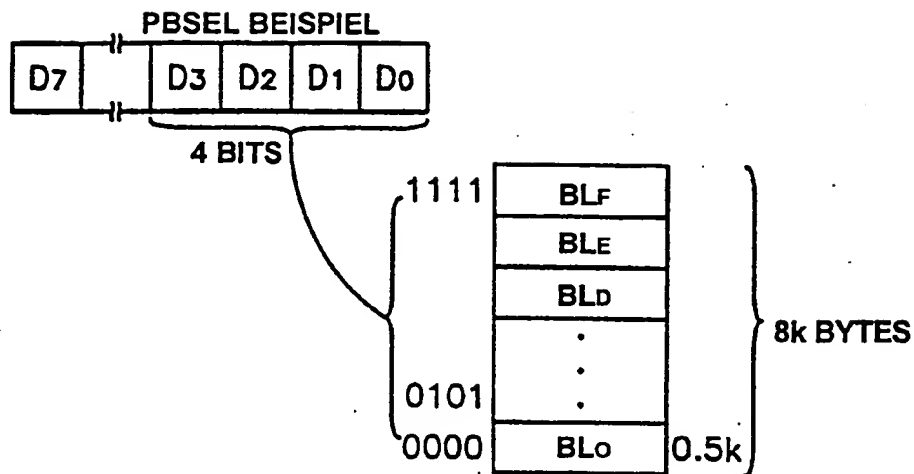 PBSEL BEISPIEL
D7 D3 D2 D1 D0
4 BITS
1111 BLF
BLE
BLD
8k BYTES
0101
0000 BL0 0.5k